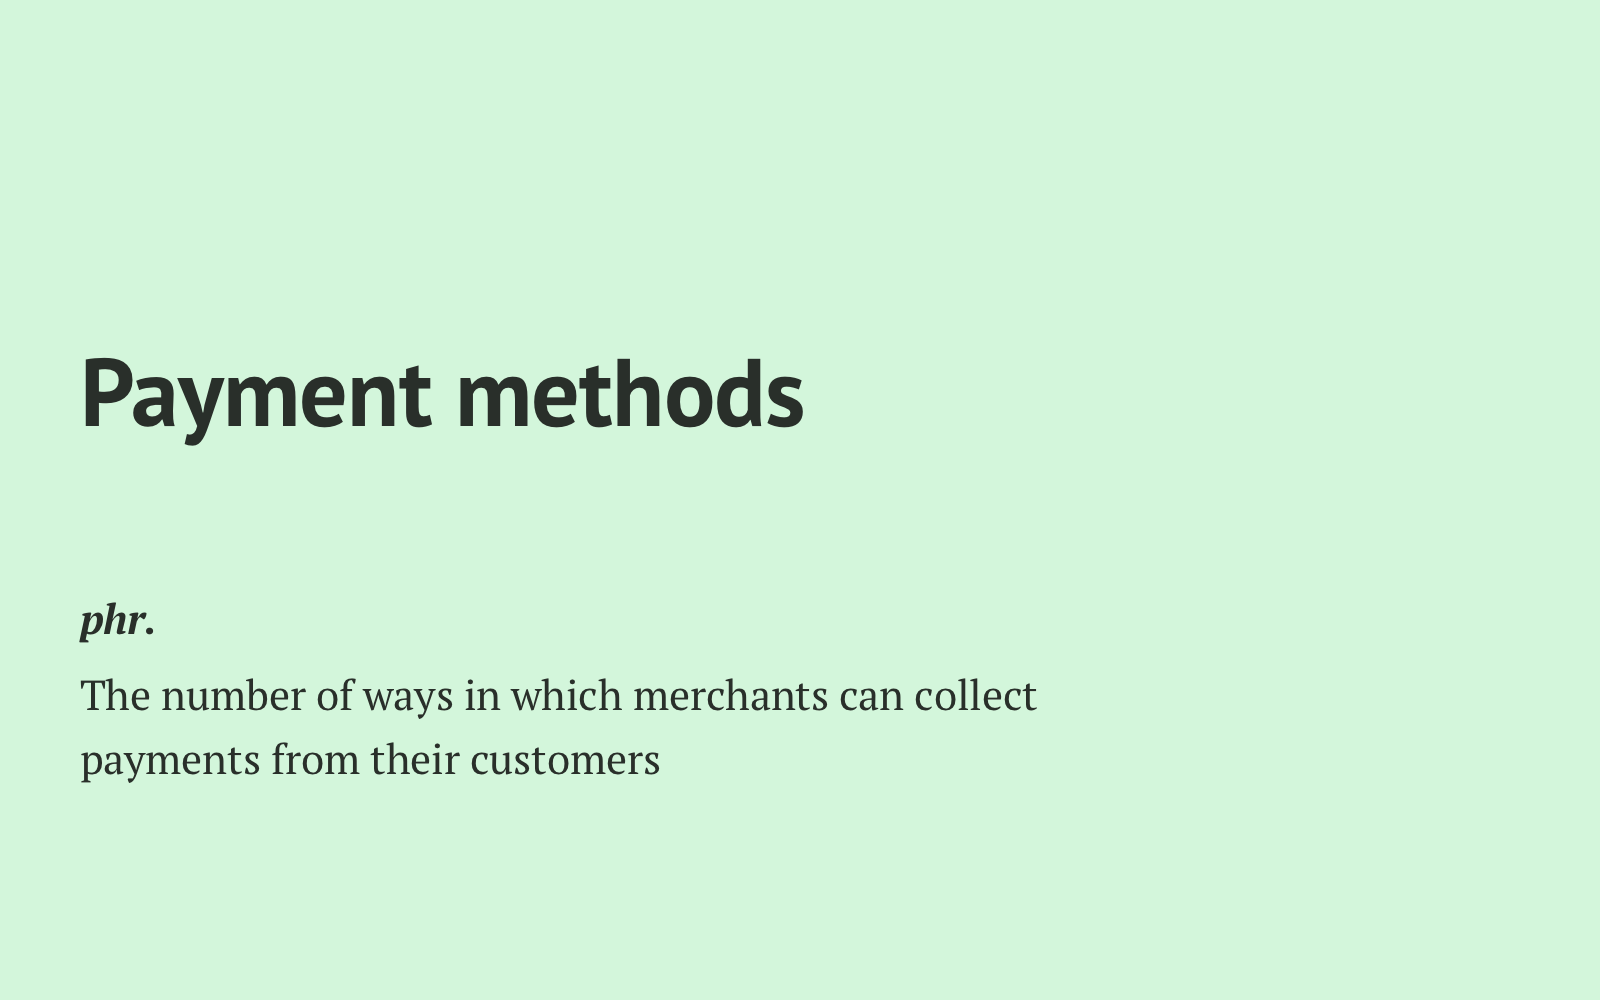 Payment methods
phr.
The number of ways in which merchants can collect
payments from their customers